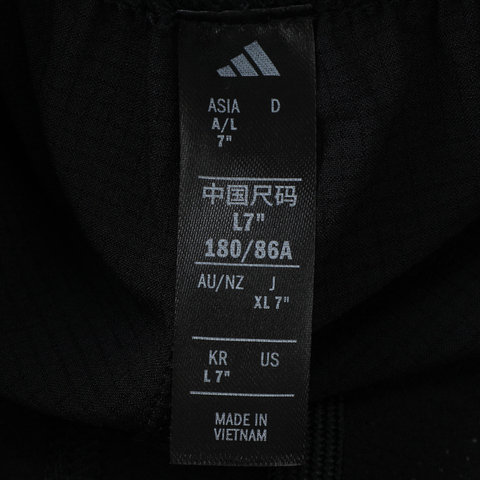 ASIA D
A/L
7"
中国尺码
L7"
180/86A
AU/NZ J
XL 7"
KR US
L 7"
MADE IN
VIETNAM